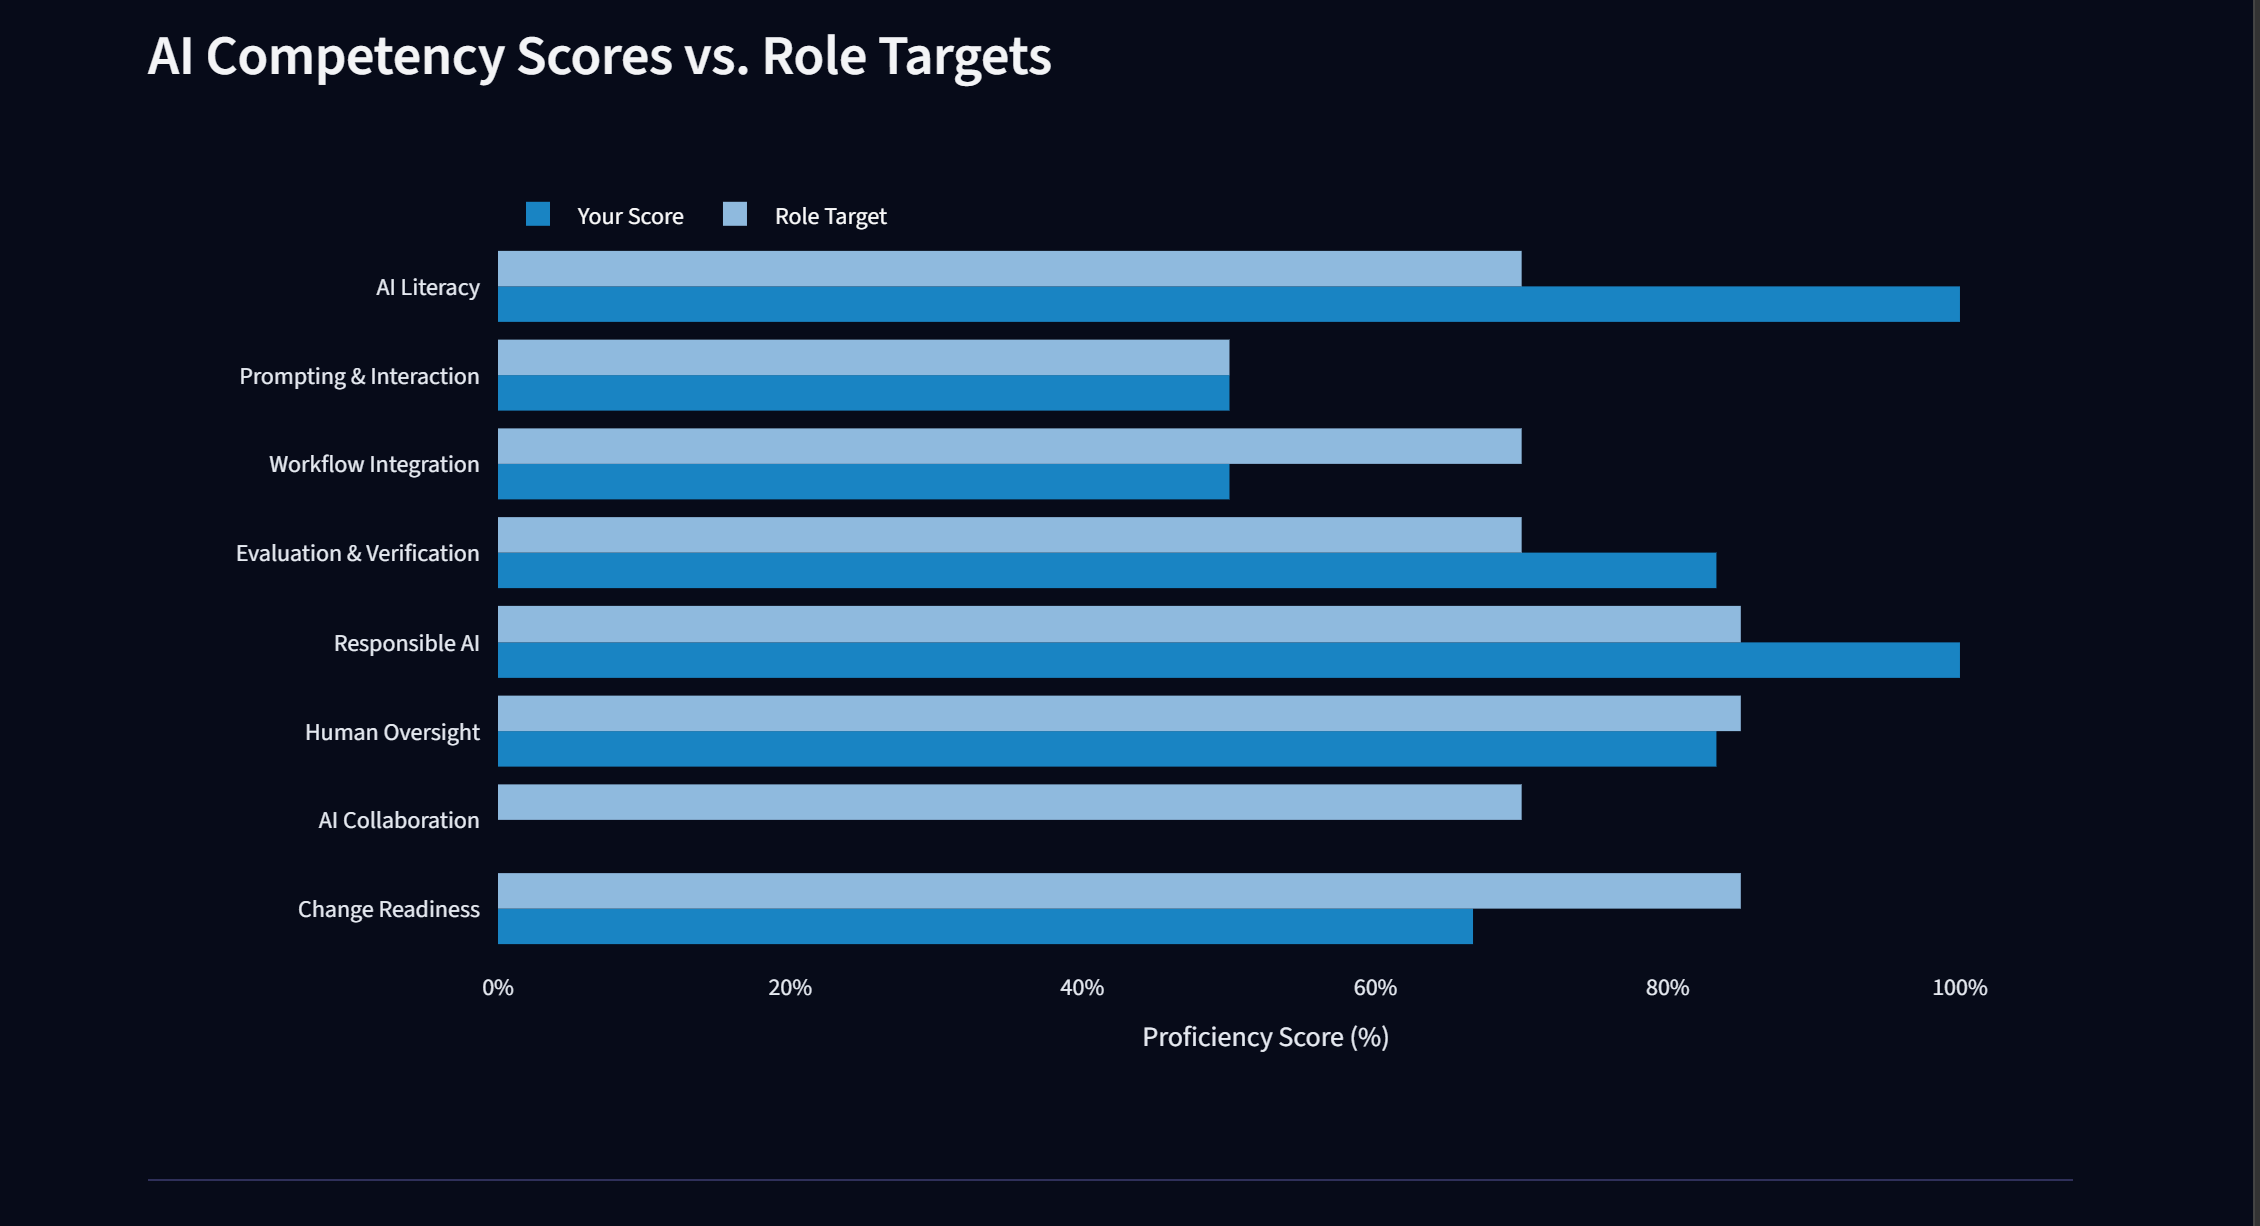 AI Competency Scores vs. Role Targets
Your Score
Role Target
AI Literacy
Prompting & Interaction
Workflow Integration
Evaluation & Verification
Responsible AI
Human Oversight
AI Collaboration
Change Readiness
0% 20% 40% 60% 80% 100%
Proficiency Score (%)